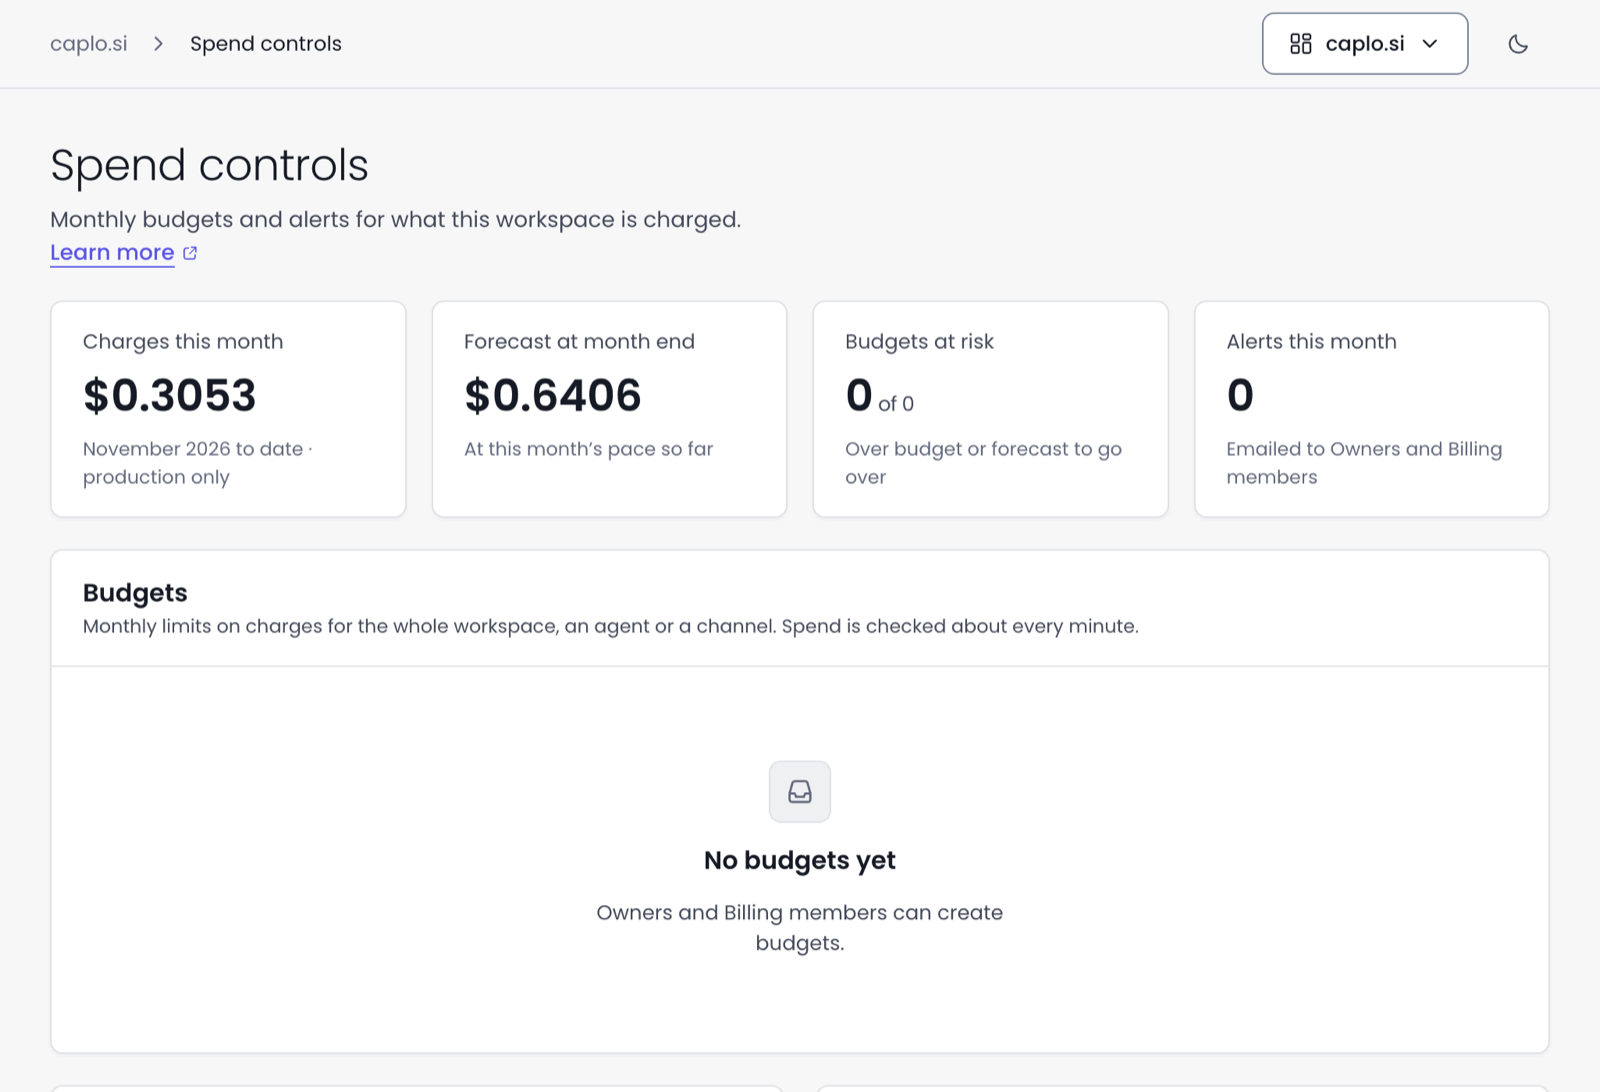 caplo.si > Spend controls
caplo.si
Spend controls
Monthly budgets and alerts for what this workspace is charged.
Learn more
Charges this month
$0.3053
November 2026 to date ·
production only
Forecast at month end
$0.6406
At this month’s pace so far
Budgets at risk
0 of 0
Over budget or forecast to go
over
Alerts this month
0
Emailed to Owners and Billing
members
Budgets
Monthly limits on charges for the whole workspace, an agent or a channel. Spend is checked about every minute.
No budgets yet
Owners and Billing members can create
budgets.